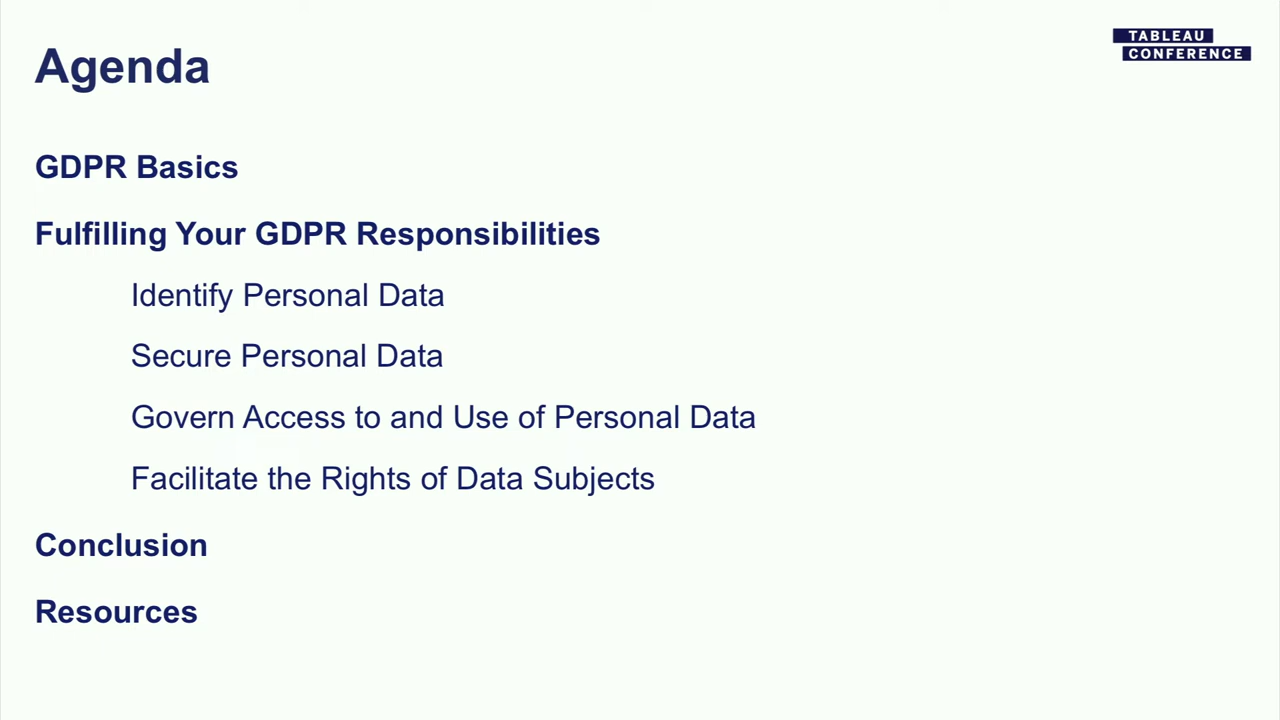 Agenda
TABLEAU
CONFERENCE
GDPR Basics
Fulfilling Your GDPR Responsibilities
Identify Personal Data
Secure Personal Data
Govern Access to and Use of Personal Data
Facilitate the Rights of Data Subjects
Conclusion
Resources